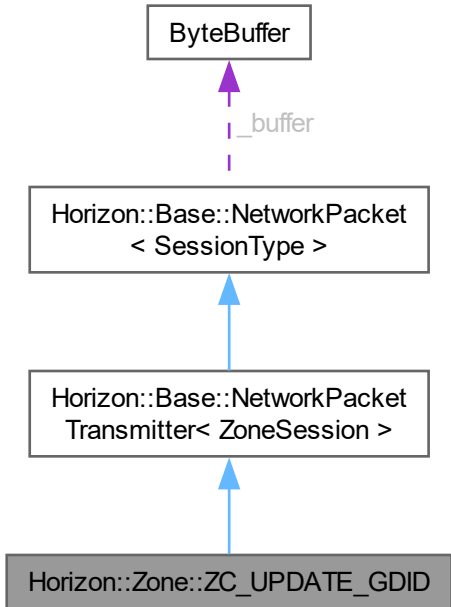 ByteBuffer
_buffer
Horizon::Base::NetworkPacket
< SessionType >
Horizon::Base::NetworkPacket
Transmitter< ZoneSession >
Horizon::Zone::ZC_UPDATE_GDID